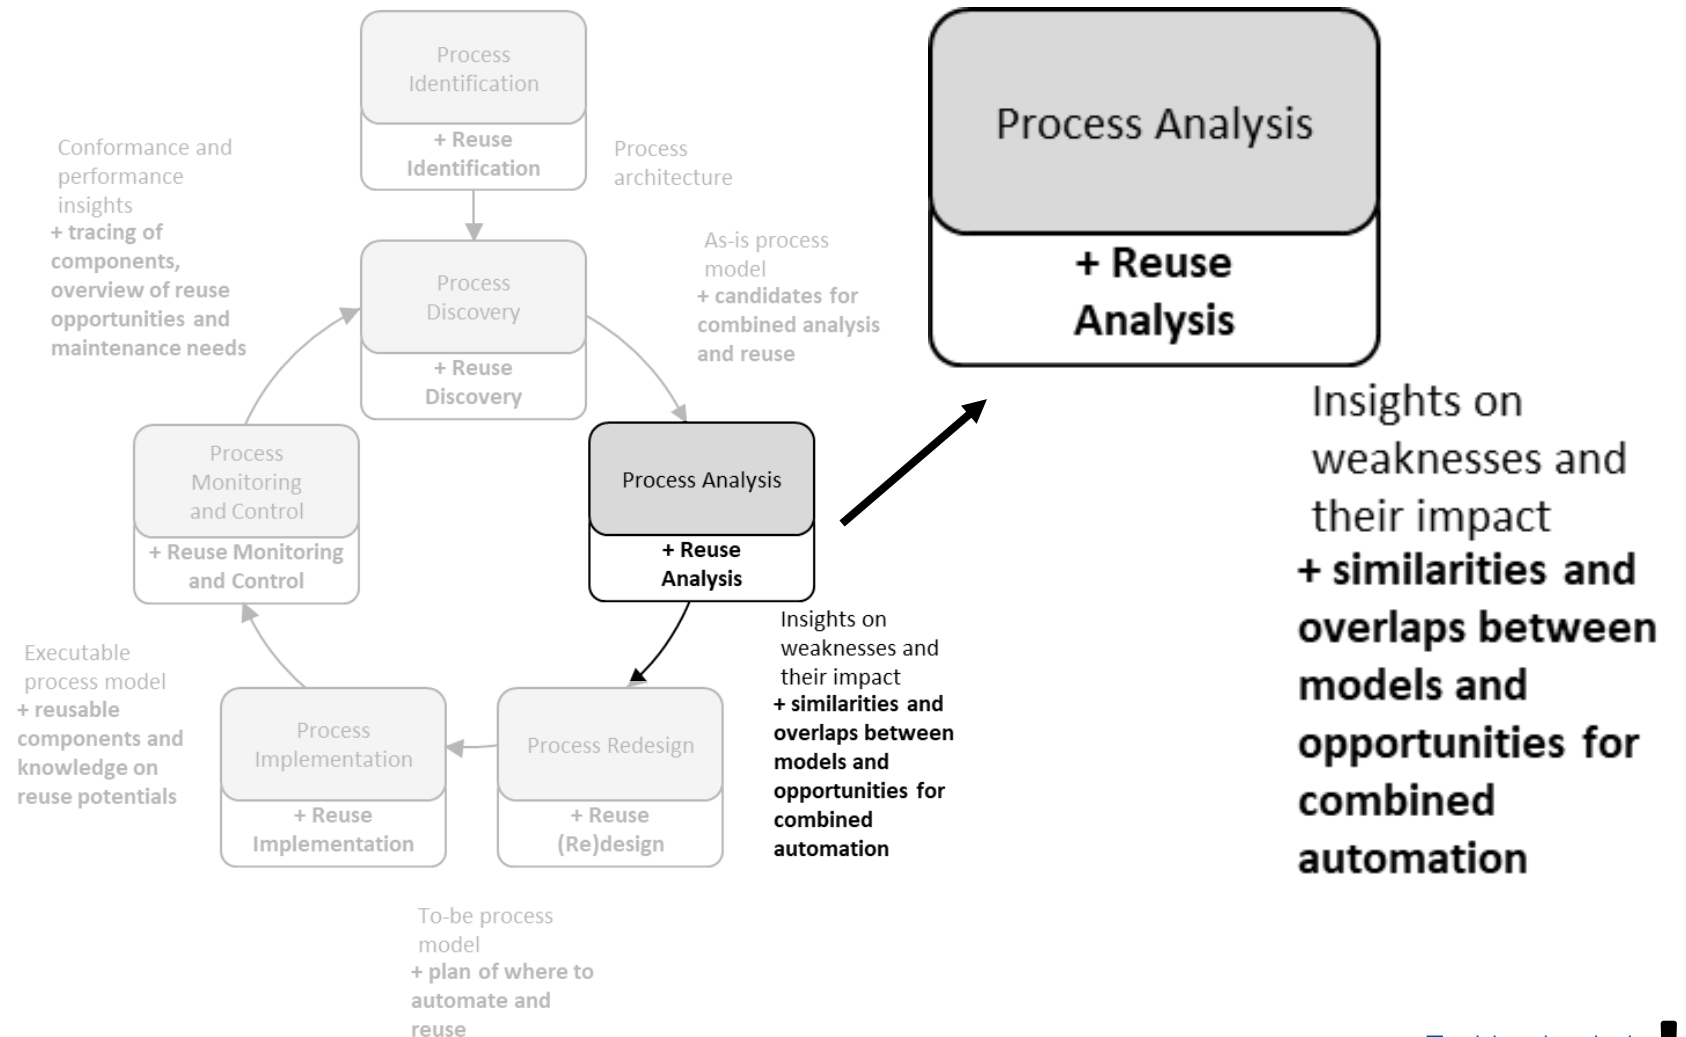 Process
Identification
+ Reuse
Identification
Process
architecture
Conformance and
performance
insights
+ tracing of
components,
overview of reuse
opportunities and
maintenance needs
Process
Discovery
+ Reuse
Discovery
As-is process
model
+ candidates for
combined analysis
and reuse
Process
Monitoring
and Control
+ Reuse Monitoring
and Control
Process Analysis
+ Reuse
Analysis
Insights on
weaknesses and
their impact
+ similarities and
overlaps between
models and
opportunities for
combined
automation
Executable
process model
+ reusable
components and
knowledge on
reuse potentials
Process
Implementation
+ Reuse
Implementation
Process Redesign
+ Reuse
(Re)design
To-be process
model
+ plan of where to
automate and
reuse
Process Analysis
+ Reuse
Analysis
Insights on
weaknesses and
their impact
+ similarities and
overlaps between
models and
opportunities for
combined
automation